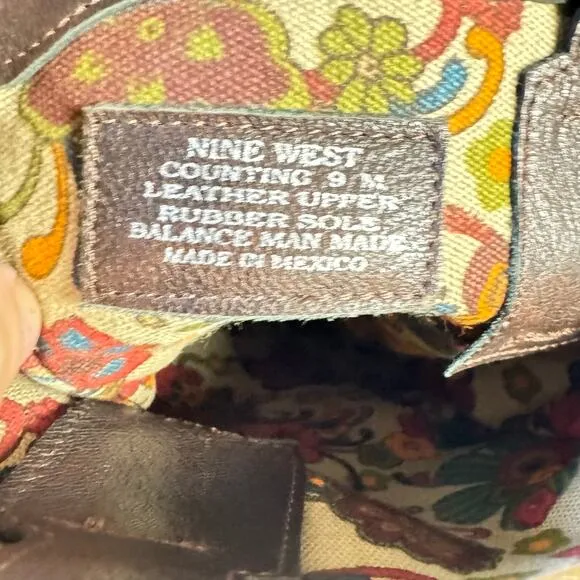 NINE WEST
COUNTING 9 M
LEATHER UPPER
RUBBER SOLE
BALANCE MAN MADE
MADE IN MEXICO